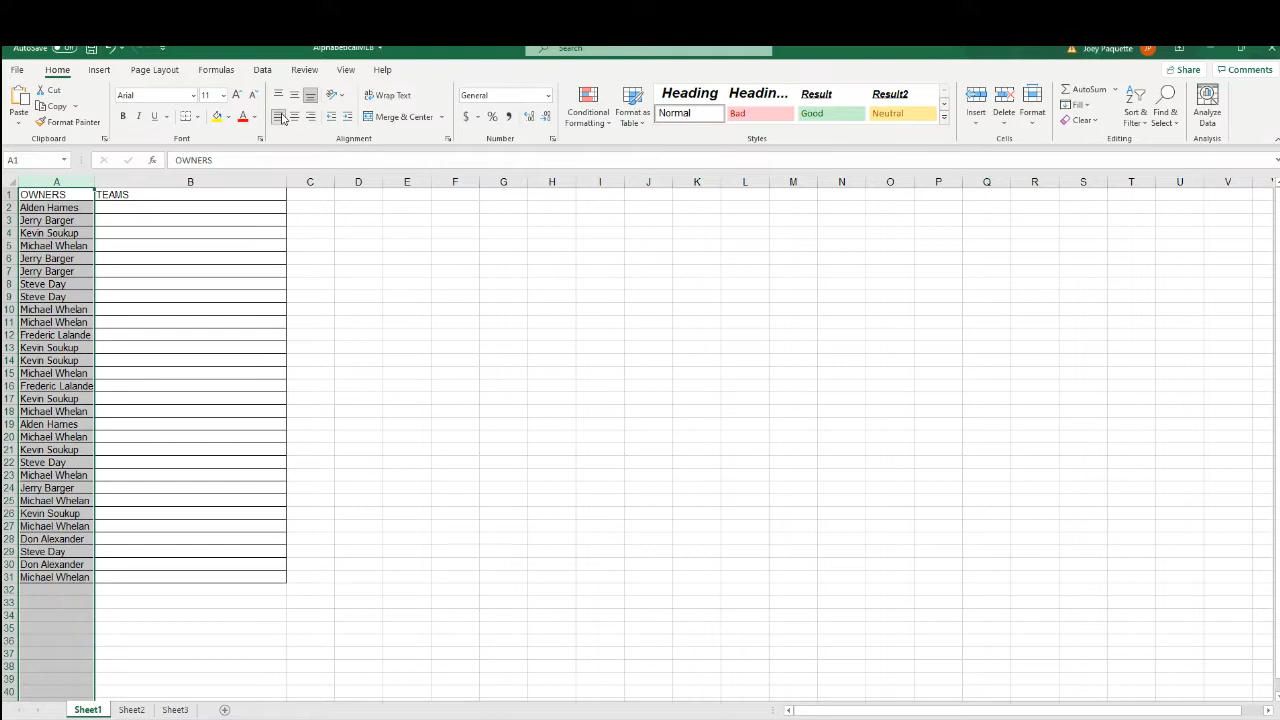 AutoSave Off AlphabeticalMLB Search Joey Paquette JP
File Home Insert Page Layout Formulas Data Review View Help Share Comments
Cut
Copy
Format Painter
Paste
Clipboard
Arial 11
B
Font
Wrap Text
Merge & Center
Alignment
General
$ %
Number
Conditional Formatting
Format as Table
Heading Headin... Result Result2
Normal Bad Good Neutral
Styles
Insert Delete Format
Cells
AutoSum
Fill
Clear
Sort & Filter
Find & Select
Editing
Analyze Data
Analysis
A1 fx OWNERS
A B C D E F G H I J K L M N O P Q R S T U V
1 OWNERS TEAMS
2 Alden Hames
3 Jerry Barger
4 Kevin Soukup
5 Michael Whelan
6 Jerry Barger
7 Jerry Barger
8 Steve Day
9 Steve Day
10 Michael Whelan
11 Michael Whelan
12 Frederic Lalande
13 Kevin Soukup
14 Kevin Soukup
15 Michael Whelan
16 Frederic Lalande
17 Kevin Soukup
18 Michael Whelan
19 Alden Hames
20 Michael Whelan
21 Kevin Soukup
22 Steve Day
23 Michael Whelan
24 Jerry Barger
25 Michael Whelan
26 Kevin Soukup
27 Michael Whelan
28 Don Alexander
29 Steve Day
30 Don Alexander
31 Michael Whelan
32
33
34
35
36
37
38
39
40
Sheet1 Sheet2 Sheet3